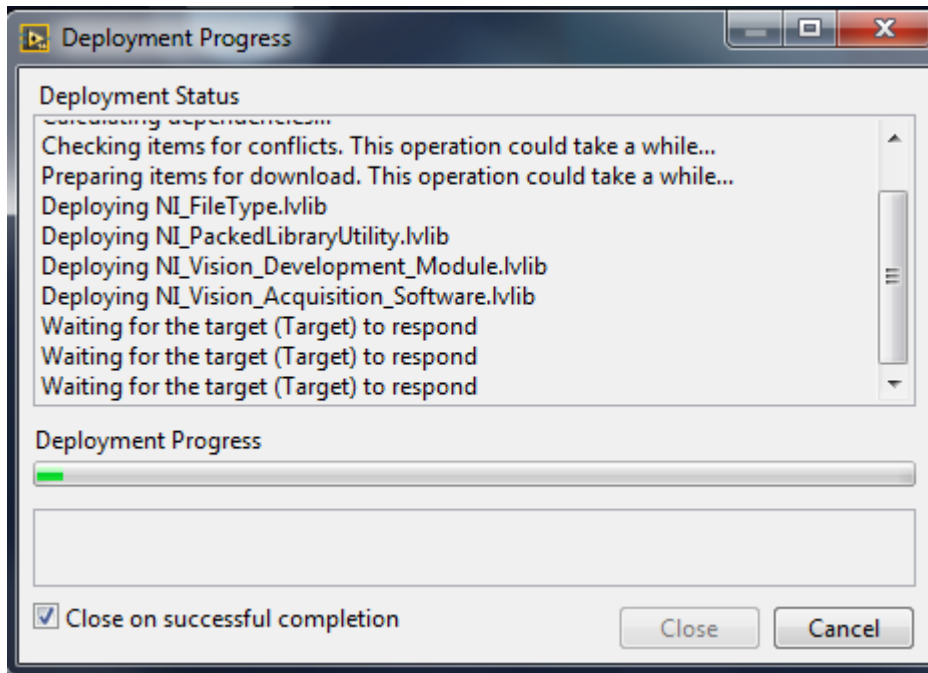 Deployment Progress
Deployment Status
Calculating dependencies...
Checking items for conflicts. This operation could take a while...
Preparing items for download. This operation could take a while...
Deploying NI_FileType.lvlib
Deploying NI_PackedLibraryUtility.lvlib
Deploying NI_Vision_Development_Module.lvlib
Deploying NI_Vision_Acquisition_Software.lvlib
Waiting for the target (Target) to respond
Waiting for the target (Target) to respond
Waiting for the target (Target) to respond
Deployment Progress
Close on successful completion
Close
Cancel